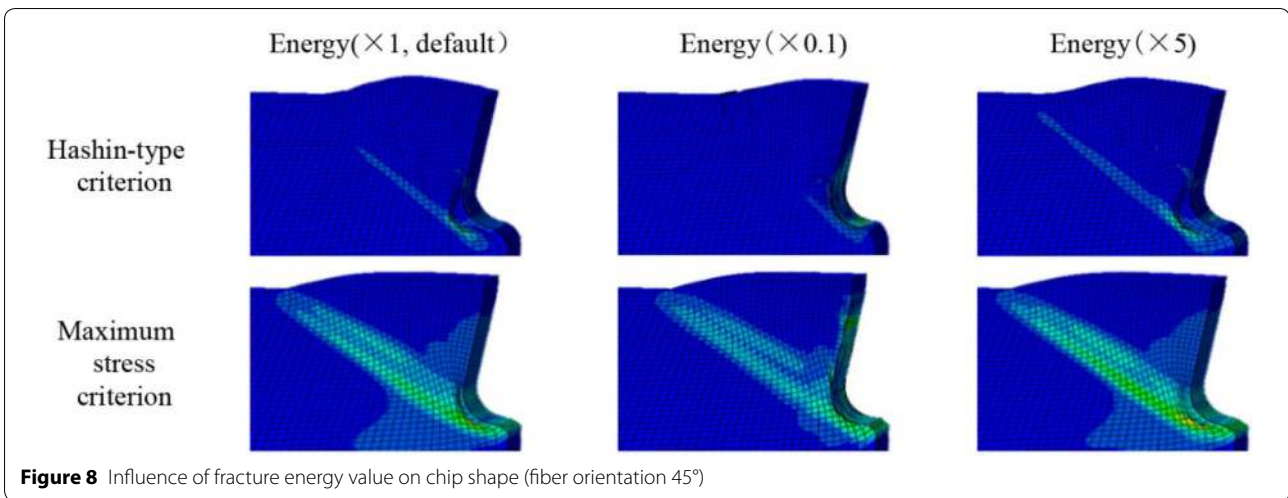 Energy(×1, default)
Energy(×0.1)
Energy(×5)
Hashin-type
criterion
Maximum
stress
criterion
Figure 8 Influence of fracture energy value on chip shape (fiber orientation 45°)